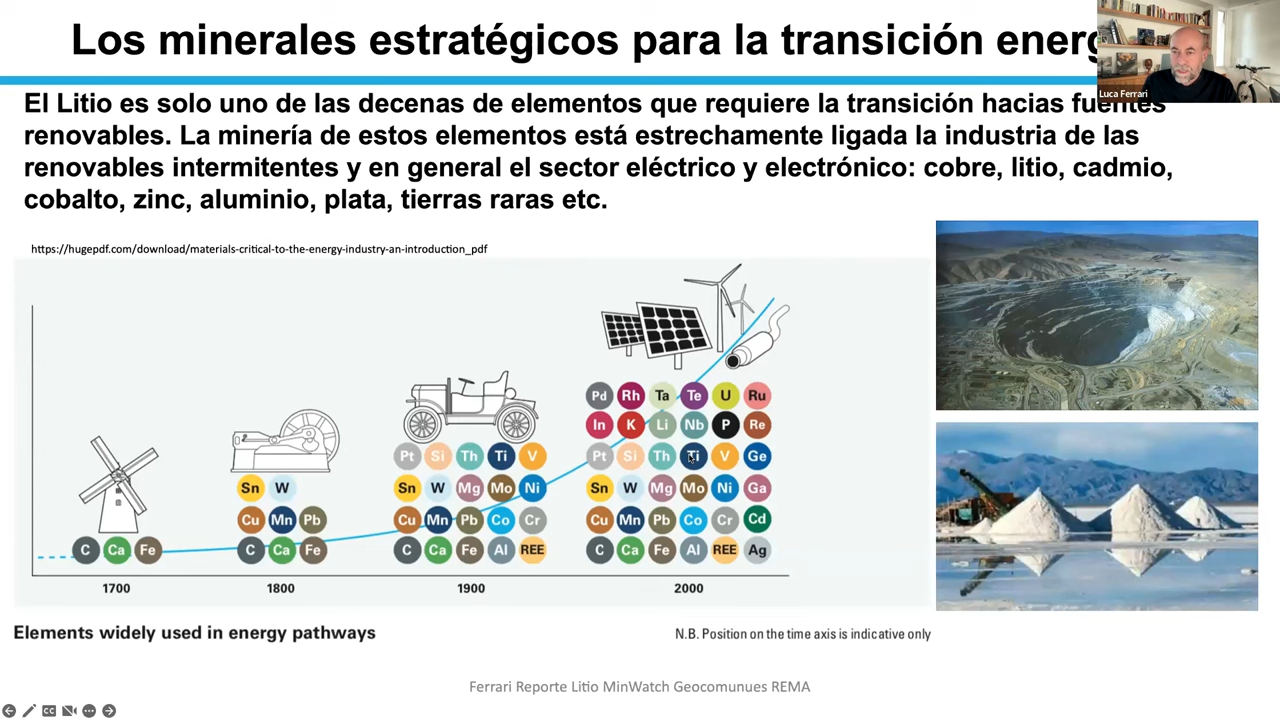 Los minerales estratégicos para la transición energ
Luca Ferrari
El Litio es solo uno de las decenas de elementos que requiere la transición hacias fuentes
renovables. La minería de estos elementos está estrechamente ligada la industria de las
renovables intermitentes y en general el sector eléctrico y electrónico: cobre, litio, cadmio,
cobalto, zinc, aluminio, plata, tierras raras etc.
https://hugepdf.com/download/materials-critical-to-the-energy-industry-an-introduction_pdf
Pd Rh Ta Te U Ru
In K Li Nb P Re
Pt Si Th Ti V Pt Si Th Ti V Ge
Sn W Sn W Mg Mo Ni Sn W Mg Mo Ni Ga
Cu Mn Pb Cu Mn Pb Co Cr Cu Mn Pb Co Cr Cd
C Ca Fe C Ca Fe C Ca Fe Al REE C Ca Fe Al REE Ag
1700 1800 1900 2000
Elements widely used in energy pathways
N.B. Position on the time axis is indicative only
Ferrari Reporte Litio MinWatch Geocomunues REMA
CC